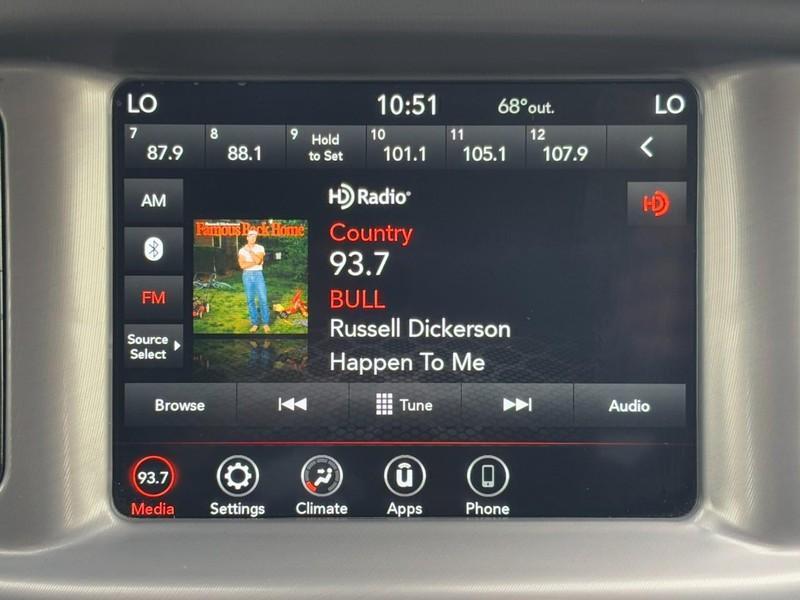 LO 10:51 68°out. LO
7 87.9 8 88.1 9 Hold to Set 10 101.1 11 105.1 12 107.9
AM
HD Radio
HD
Famous Back Home
Country
93.7
FM
BULL
Russell Dickerson
Source
Select
Happen To Me
Browse Tune Audio
93.7
Media Settings Climate Apps Phone